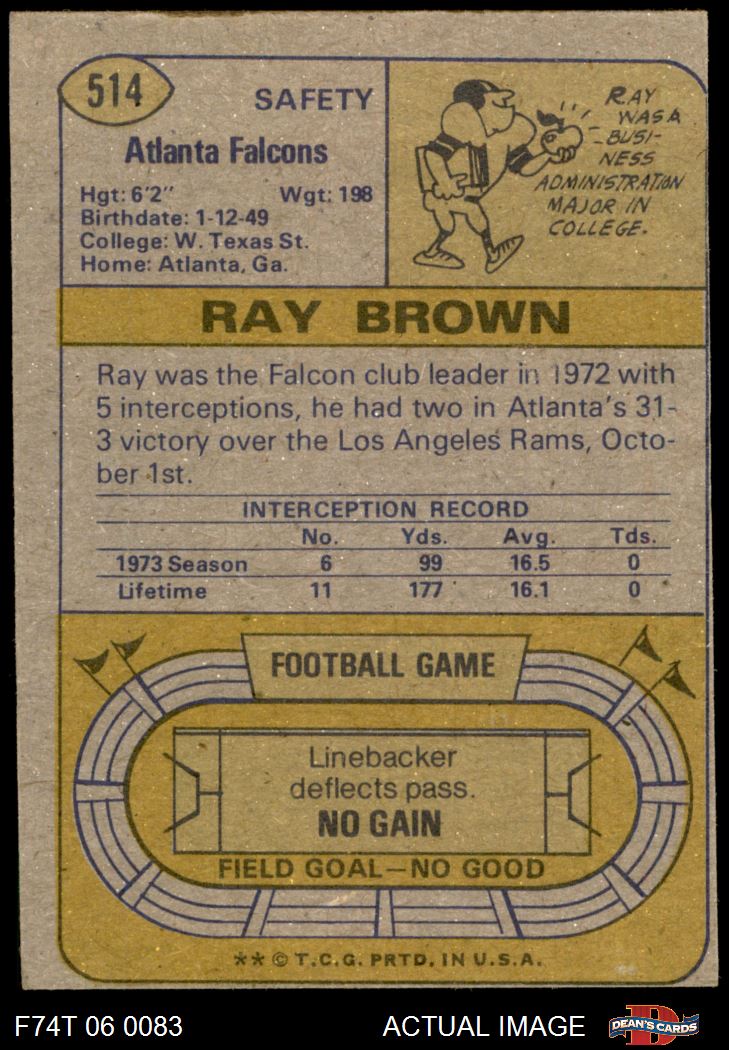 514
SAFETY
Atlanta Falcons
Hgt: 6'2" Wgt: 198
Birthdate: 1-12-49
College: W. Texas St.
Home: Atlanta, Ga.
RAY
WAS A
BUSI-
NESS
ADMINISTRATION
MAJOR IN
COLLEGE.
RAY BROWN
Ray was the Falcon club leader in 1972 with
5 interceptions, he had two in Atlanta's 31-
3 victory over the Los Angeles Rams, Octo-
ber 1st.
INTERCEPTION RECORD
No. Yds. Avg. Tds.
1973 Season 6 99 16.5 0
Lifetime 11 177 16.1 0
FOOTBALL GAME
Linebacker
deflects pass.
NO GAIN
FIELD GOAL—NO GOOD
** © T.C.G. PRTD. IN U.S.A.
F74T 06 0083 ACTUAL IMAGE DEAN'S CARDS